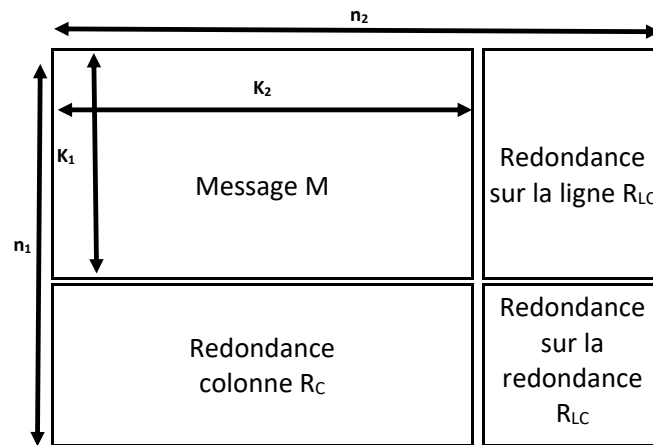 n₂
K₂
K₁
Message M
Redondance
sur la ligne R_LC
n₁
Redondance
colonne R_C
Redondance
sur la
redondance
R_LC